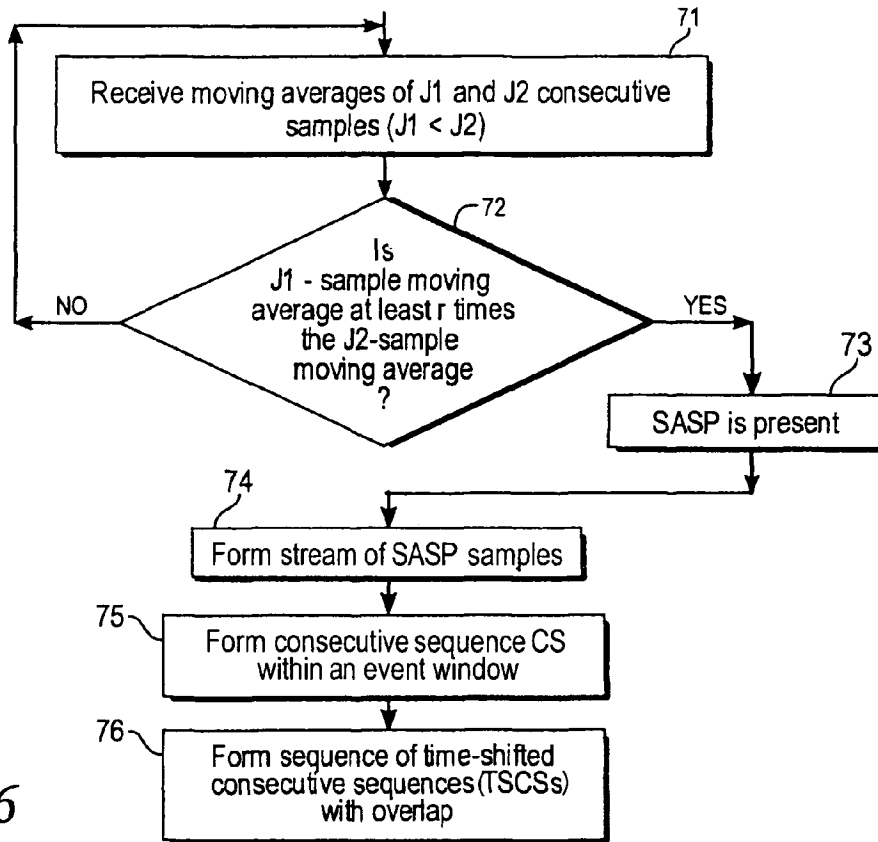 71
Receive moving averages of J1 and J2 consecutive
samples (J1 < J2)
72
Is
J1 - sample moving
average at least r times
the J2-sample
moving average
?
NO
YES
73
SASP is present
74
Form stream of SASP samples
75
Form consecutive sequence CS
within an event window
76
Form sequence of time-shifted
consecutive sequences (TSCSs)
with overlap
6